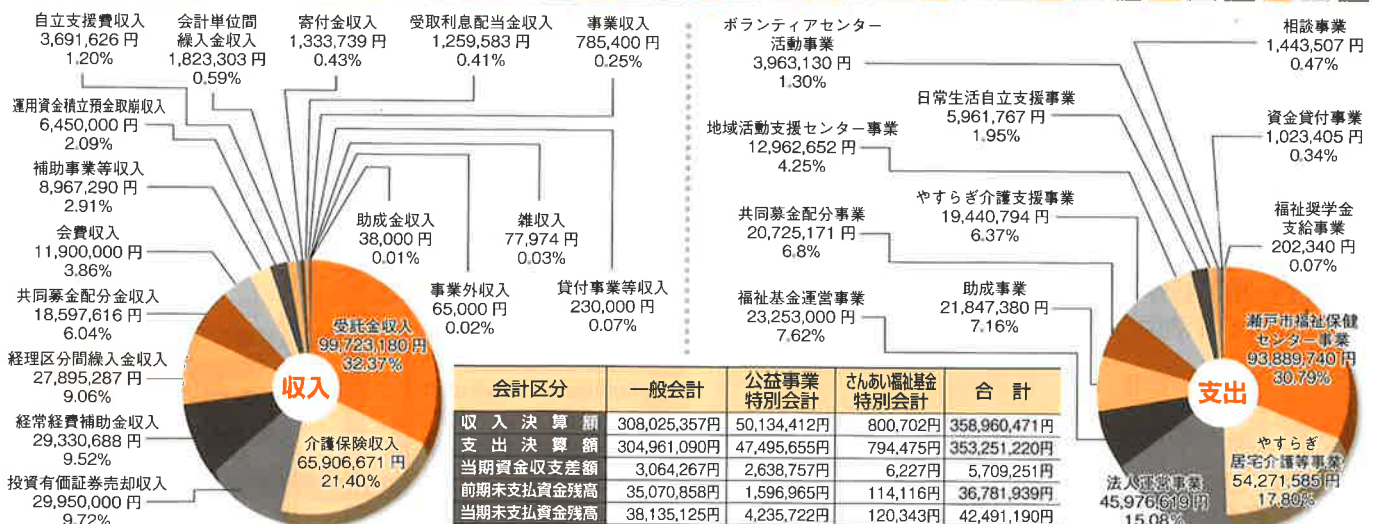 自立支援費収入
3,691,626 円
1.20%
会計単位間
繰入金収入
1,823,303 円
0.59%
寄付金収入
1,333,739 円
0.43%
受取利息配当金収入
1,259,583 円
0.41%
事業収入
785,400 円
0.25%
運用資金積立預金取崩収入
6,450,000 円
2.09%
補助事業等収入
8,967,290 円
2.91%
会費収入
11,900,000 円
3.86%
共同募金配分金収入
18,597,616 円
6.04%
経理区分間繰入金収入
27,895,287 円
9.06%
経常経費補助金収入
29,330,688 円
9.52%
投資有価証券売却収入
29,950,000 円
9.72%
助成金収入
38,000 円
0.01%
雑収入
77,974 円
0.03%
事業外収入
65,000 円
0.02%
貸付事業等収入
230,000 円
0.07%
受託金収入
99,723,180 円
32.37%
収入
介護保険収入
65,906,671 円
21.40%
ボランティアセンター
活動事業
3,963,130 円
1.30%
日常生活自立支援事業
5,961,767 円
1.95%
地域活動支援センター事業
12,962,652 円
4.25%
やすらぎ介護支援事業
19,440,794 円
6.37%
共同募金配分事業
20,725,171 円
6.8%
助成事業
21,847,380 円
7.16%
福祉基金運営事業
23,253,000 円
7.62%
相談事業
1,443,507 円
0.47%
資金貸付事業
1,023,405 円
0.34%
福祉奨学金
支給事業
202,340 円
0.07%
瀬戸市福祉保健
センター事業
93,889,740 円
30.79%
支出
やすらぎ
居宅介護等事業
54,271,585 円
17.80%
法人運営事業
45,976,619 円
15.08%
会計区分 一般会計 公益事業特別会計 さんあい福祉基金特別会計 合計
収入決算額 308,025,357円 50,134,412円 800,702円 358,960,471円
支出決算額 304,961,090円 47,495,655円 794,475円 353,251,220円
当期資金収支差額 3,064,267円 2,638,757円 6,227円 5,709,251円
前期末支払資金残高 35,070,858円 1,596,965円 114,116円 36,781,939円
当期末支払資金残高 38,135,125円 4,235,722円 120,343円 42,491,190円